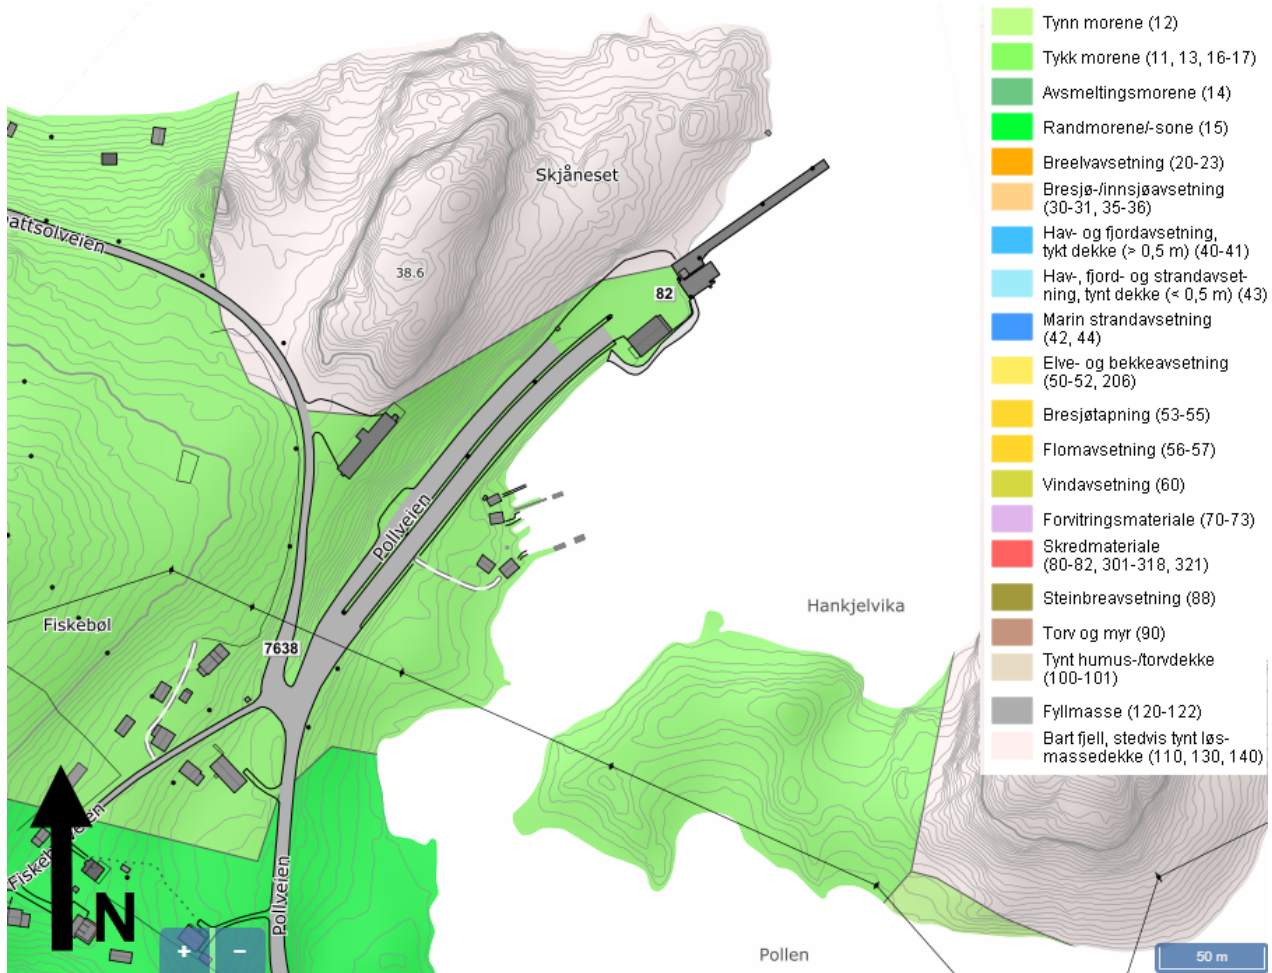 Skjåneset
38.6
82
attsolveien
Pollveien
Hankjelvika
Fiskebøl
7638
Fiskebølveien
Pollveien
N
+
−
Pollen
50 m
Tynn morene (12)
Tykk morene (11, 13, 16-17)
Avsmeltingsmorene (14)
Randmorene/-sone (15)
Breelvavsetning (20-23)
Bresjø-/innsjøavsetning
(30-31, 35-36)
Hav- og fjordavsetning,
tykt dekke (> 0,5 m) (40-41)
Hav-, fjord- og strandavset-
ning, tynt dekke (< 0,5 m) (43)
Marin strandavsetning
(42, 44)
Elve- og bekkeavsetning
(50-52, 206)
Bresjøtapning (53-55)
Flomavsetning (56-57)
Vindavsetning (60)
Forvitringsmateriale (70-73)
Skredmateriale
(80-82, 301-318, 321)
Steinbreavsetning (88)
Torv og myr (90)
Tynt humus-/torvdekke
(100-101)
Fyllmasse (120-122)
Bart fjell, stedvis tynt løs-
massedekke (110, 130, 140)